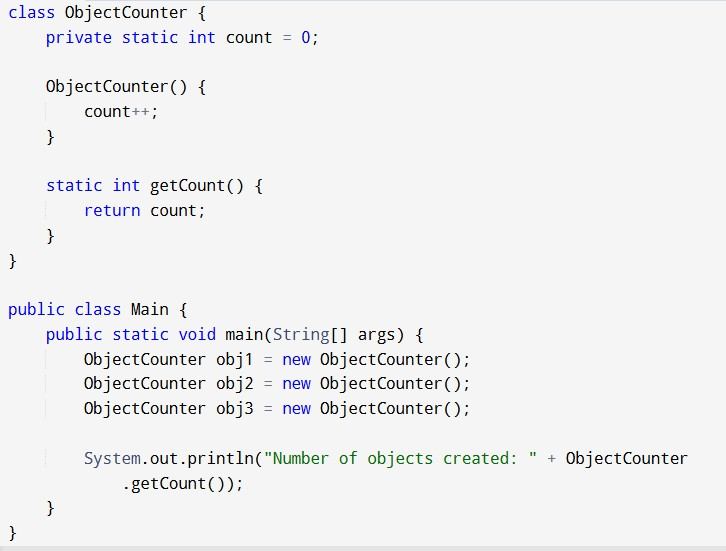 class ObjectCounter {
    private static int count = 0;

    ObjectCounter() {
        count++;
    }

    static int getCount() {
        return count;
    }
}

public class Main {
    public static void main(String[] args) {
        ObjectCounter obj1 = new ObjectCounter();
        ObjectCounter obj2 = new ObjectCounter();
        ObjectCounter obj3 = new ObjectCounter();

        System.out.println("Number of objects created: " + ObjectCounter
            .getCount());
    }
}